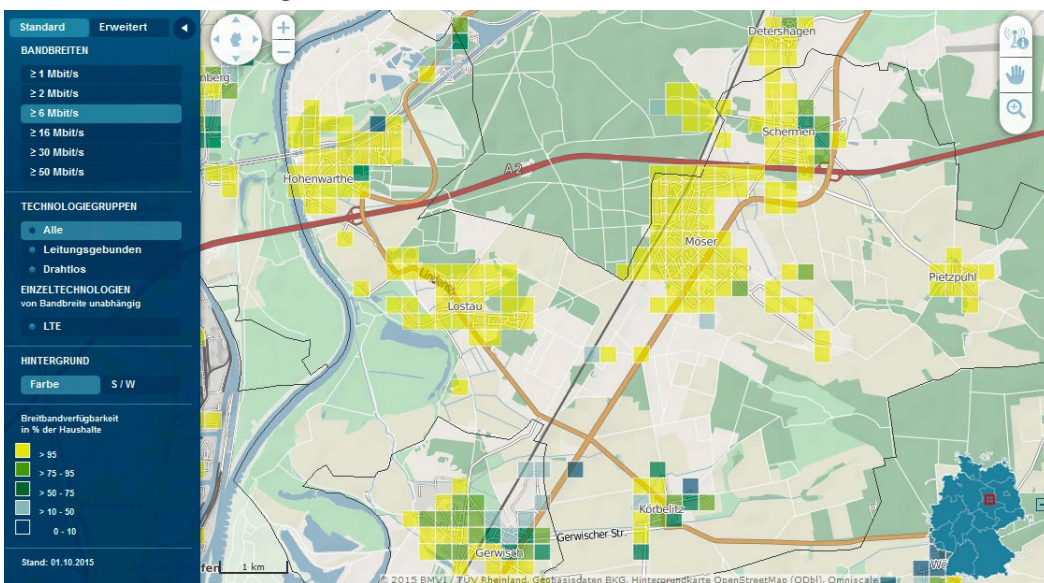 Standard Erweitert
BANDBREITEN
≥ 1 Mbit/s
≥ 2 Mbit/s
≥ 6 Mbit/s
≥ 16 Mbit/s
≥ 30 Mbit/s
≥ 50 Mbit/s
TECHNOLOGIEGRUPPEN
Alle
Leitungsgebunden
Drahtlos
EINZELTECHNOLOGIEN
von Bandbreite unabhängig
LTE
HINTERGRUND
Farbe S / W
Breitbandverfügbarkeit
in % der Haushalte
> 95
> 75 - 95
> 50 - 75
> 10 - 50
0 - 10
Stand: 01.10.2015
Detershagen
nberg
Schermen
A2
Hohenwarthe
Möser
Pietzpuhl
Lostau
Körbelitz
Gerwischer Str.
Gerwisch
1 km
© 2015 BMVI / TÜV Rheinland, Geobasisdaten BKG, Hintergrundkarte OpenStreetMap (ODbL), Omniscale